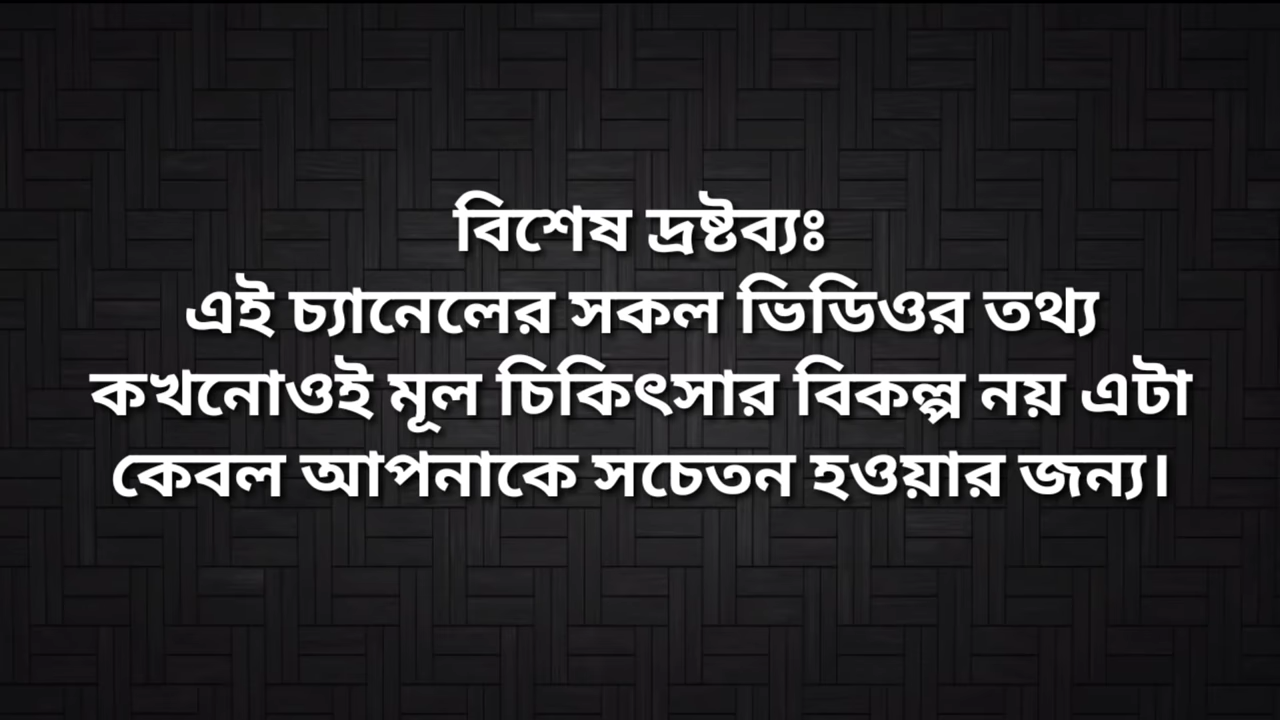 বিশেষ দ্রষ্টব্যঃ
এই চ্যানেলের সকল ভিডিওর তথ্য
কখনোওই মূল চিকিৎসার বিকল্প নয় এটা
কেবল আপনাকে সচেতন হওয়ার জন্য।